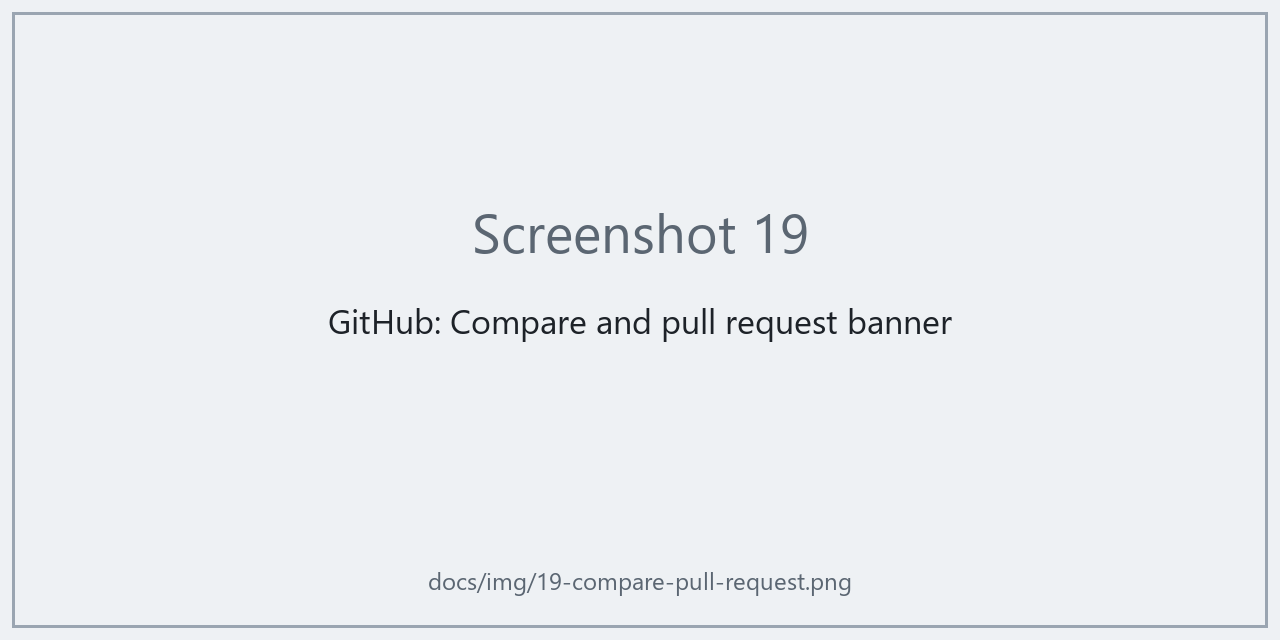 Screenshot 19
GitHub: Compare and pull request banner
docs/img/19-compare-pull-request.png